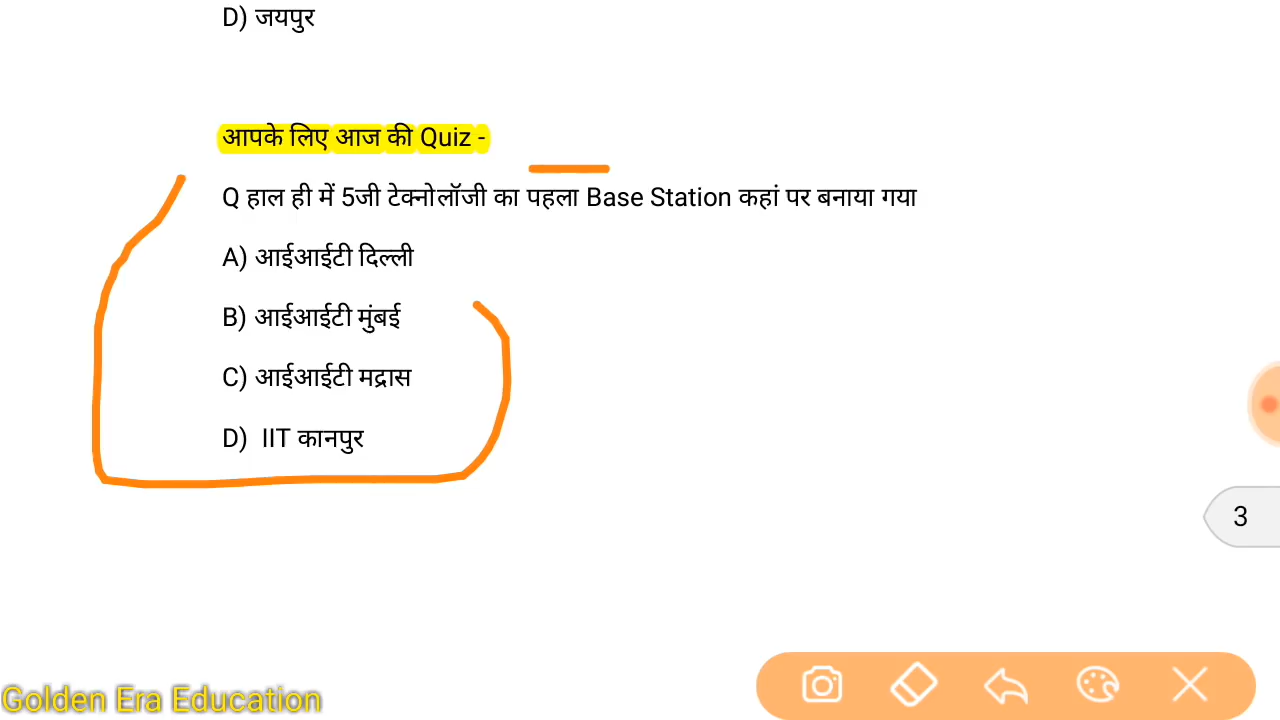 D) जयपुर
आपके लिए आज की Quiz -
Q हाल ही में 5जी टेक्नोलॉजी का पहला Base Station कहां पर बनाया गया
A) आईआईटी दिल्ली
B) आईआईटी मुंबई
C) आईआईटी मद्रास
D) IIT कानपुर
3
Golden Era Education